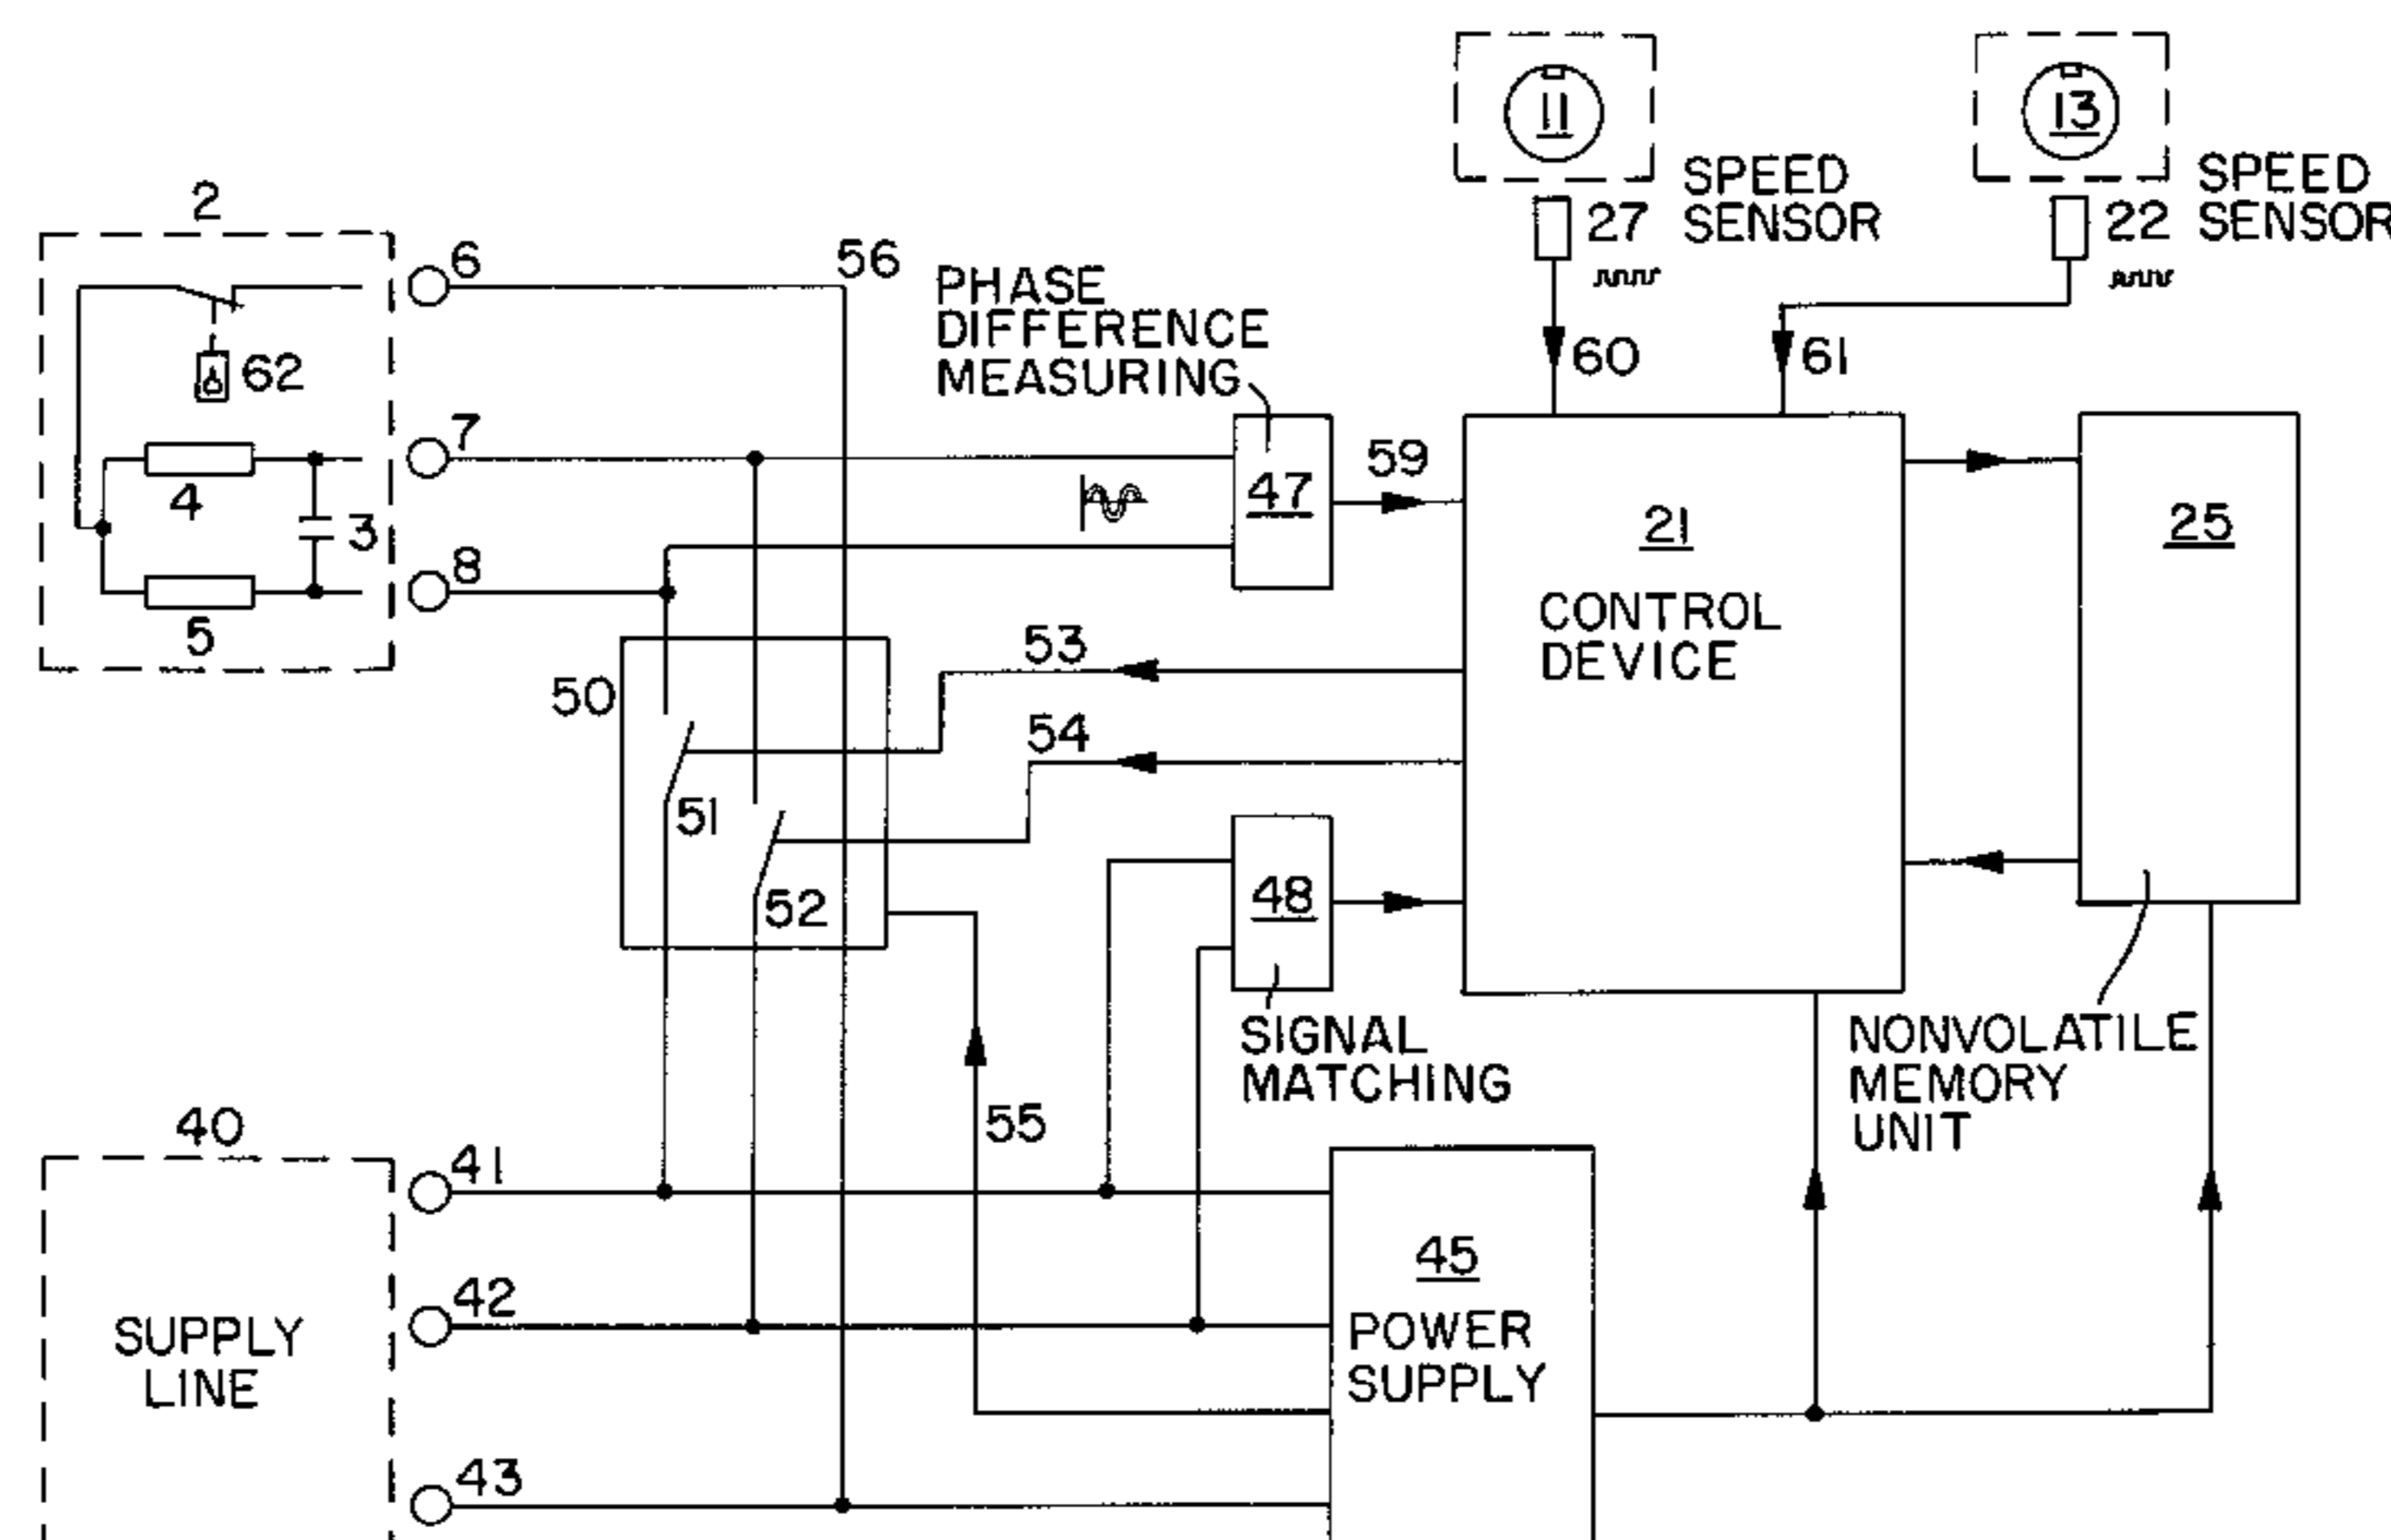 11
13
SPEED
SENSOR
SPEED
SENSOR
2
27
22
6
56
PHASE
DIFFERENCE
MEASURING
60
61
62
7
59
47
4
3
21
25
8
CONTROL
DEVICE
5
53
50
54
51
48
52
SIGNAL
MATCHING
NONVOLATILE
MEMORY
UNIT
55
40
41
45
42
SUPPLY
LINE
POWER
SUPPLY
43